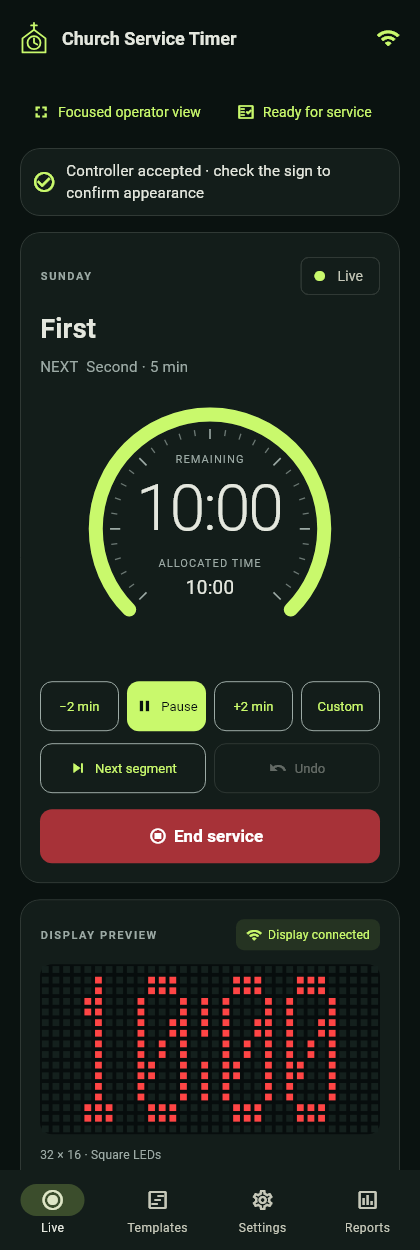 Church Service Timer
Focused operator view
Ready for service
Controller accepted · check the sign to
confirm appearance
SUNDAY
Live
First
NEXT Second · 5 min
REMAINING
10:00
ALLOCATED TIME
10:00
−2 min
Pause
+2 min
Custom
Next segment
Undo
End service
DISPLAY PREVIEW
Display connected
10:00
32 × 16 · Square LEDs
Live
Templates
Settings
Reports